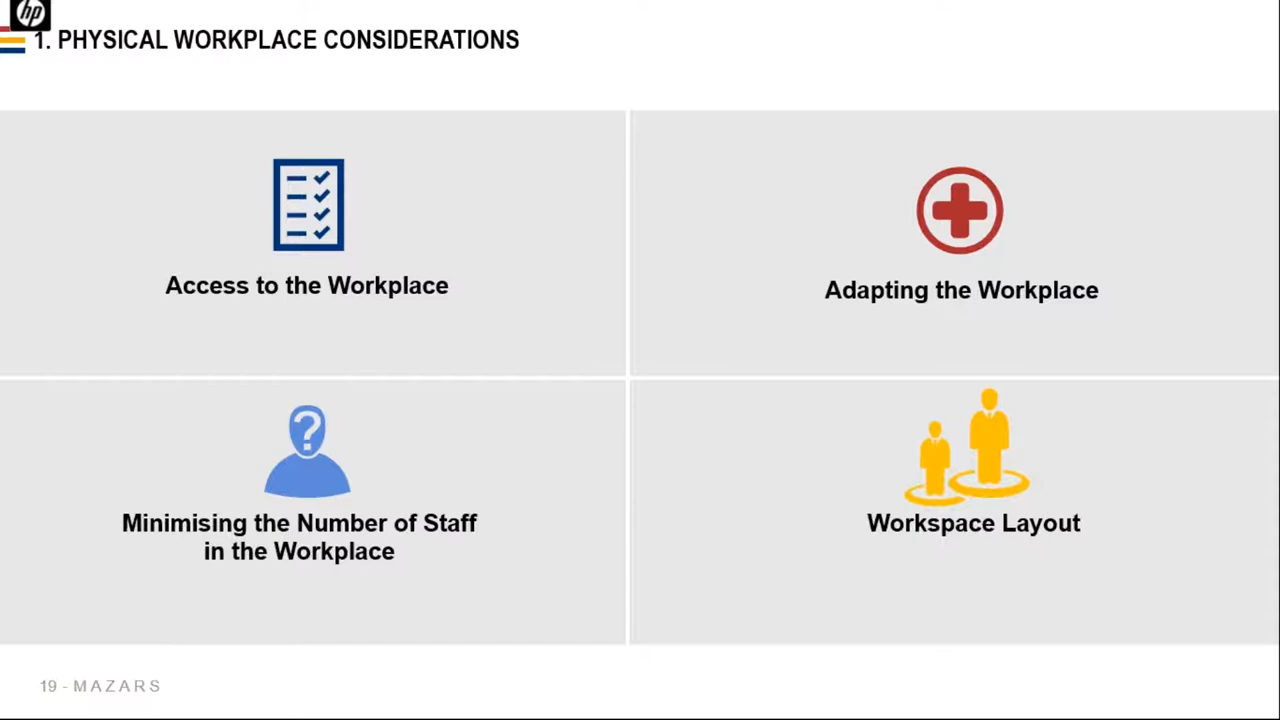 hp
1. PHYSICAL WORKPLACE CONSIDERATIONS
Access to the Workplace
Adapting the Workplace
?
Minimising the Number of Staff
in the Workplace
Workspace Layout
19 - MAZARS